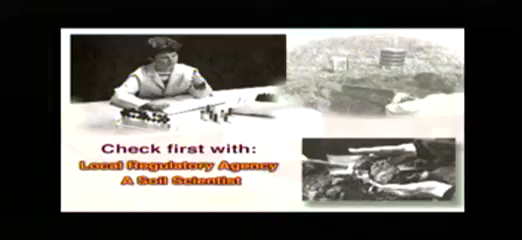 Check first with:
Local Regulatory Agency
A Soil Scientist